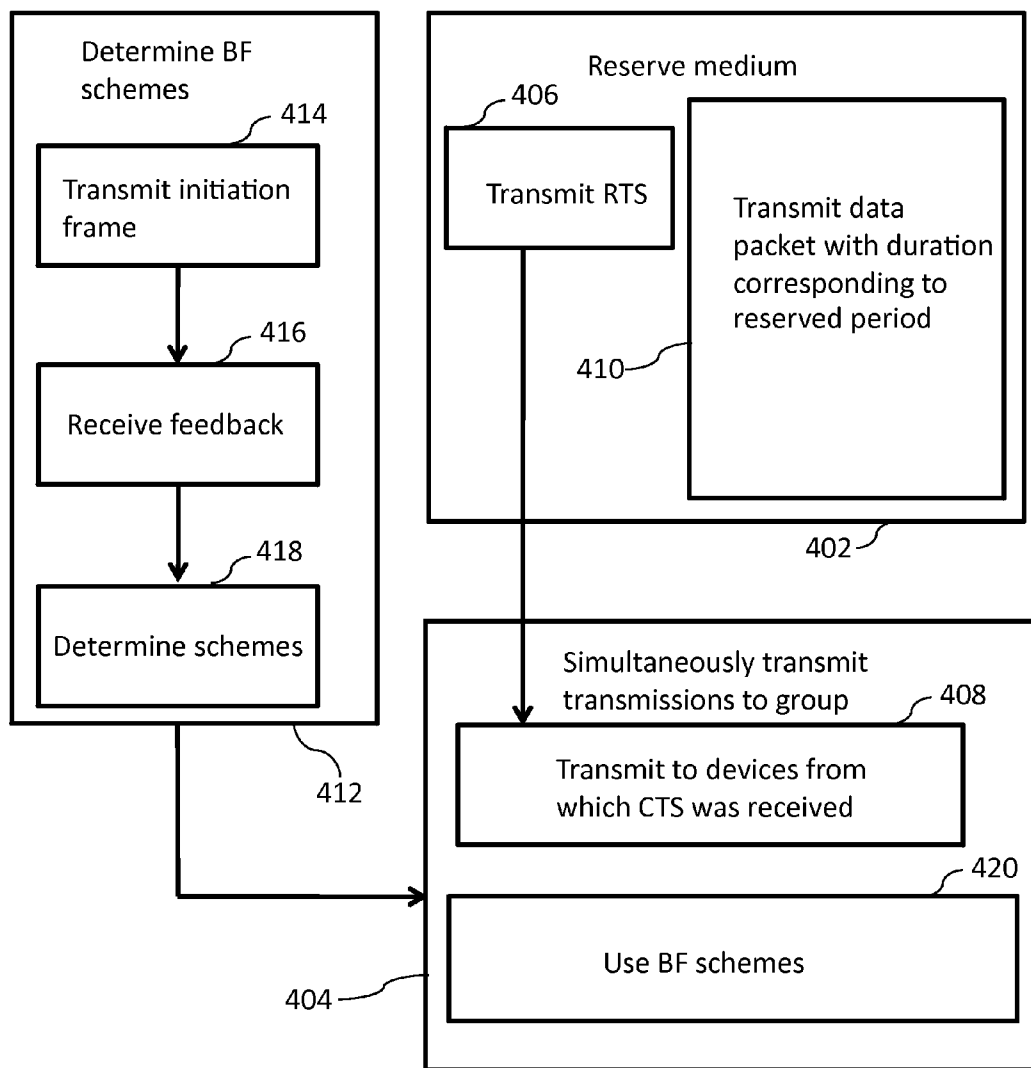 Determine BF
schemes
414
Transmit initiation
frame
416
Receive feedback
418
Determine schemes
412
Reserve medium
406
Transmit RTS
Transmit data
packet with duration
corresponding to
reserved period
410
402
Simultaneously transmit
transmissions to group
408
Transmit to devices from
which CTS was received
420
Use BF schemes
404